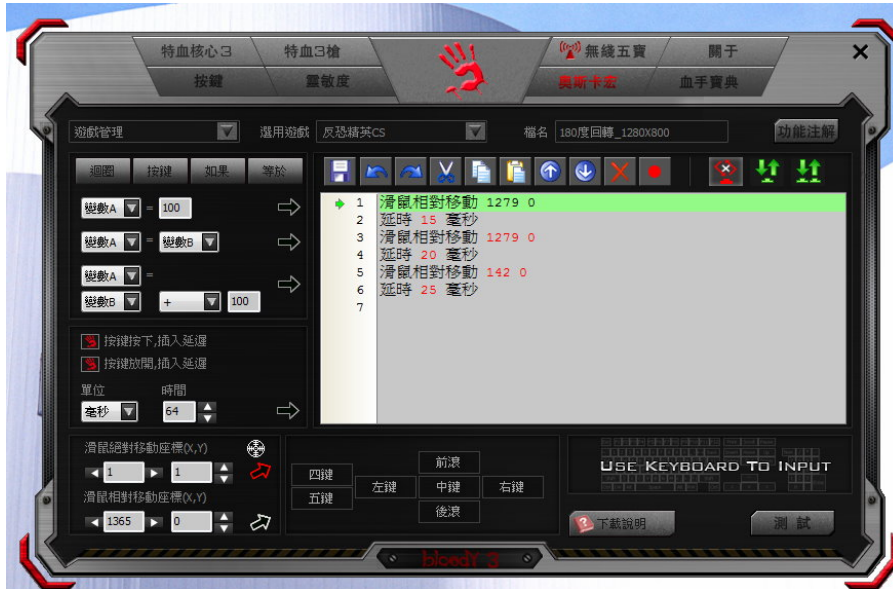 特血核心3 特血3槍 無綫五寶 關于
按鍵 靈敏度 奧斯卡宏 血手寶典
遊戲管理 選用遊戲 反恐精英CS 檔名 180度回轉_1280X800 功能注解
迴圈 按鍵 如果 等於
變數A = 100
變數A = 變數B
變數A =
變數B + 100
1 滑鼠相對移動 1279 0
2 延時 15 毫秒
3 滑鼠相對移動 1279 0
4 延時 20 毫秒
5 滑鼠相對移動 142 0
6 延時 25 毫秒
7
按鍵按下,插入延遲
按鍵放開,插入延遲
單位 時間
毫秒 64
滑鼠絕對移動座標(X,Y)
1 1
滑鼠相對移動座標(X,Y)
1365 0
四鍵 前滾
左鍵 中鍵 右鍵
五鍵 後滾
USE KEYBOARD TO INPUT
下載說明 測試
bloodY 3